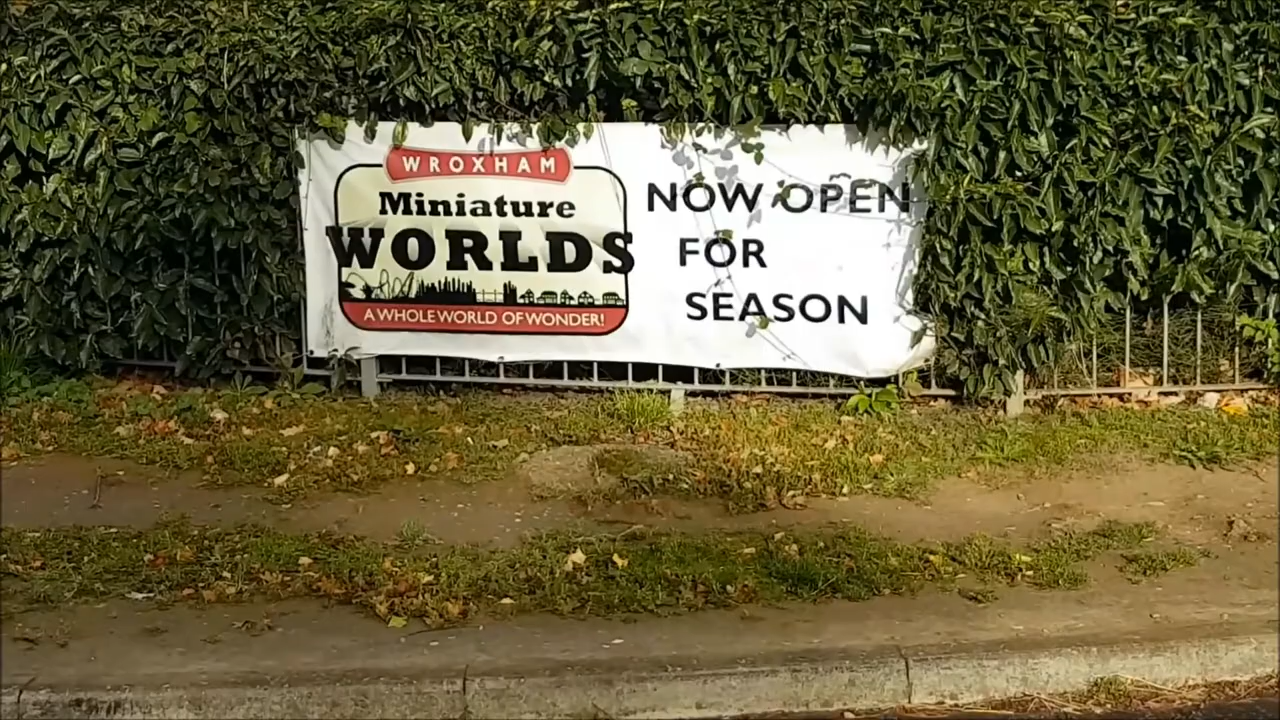 WROXHAM
Miniature
WORLDS
A WHOLE WORLD OF WONDER!
NOW OPEN
FOR
SEASON